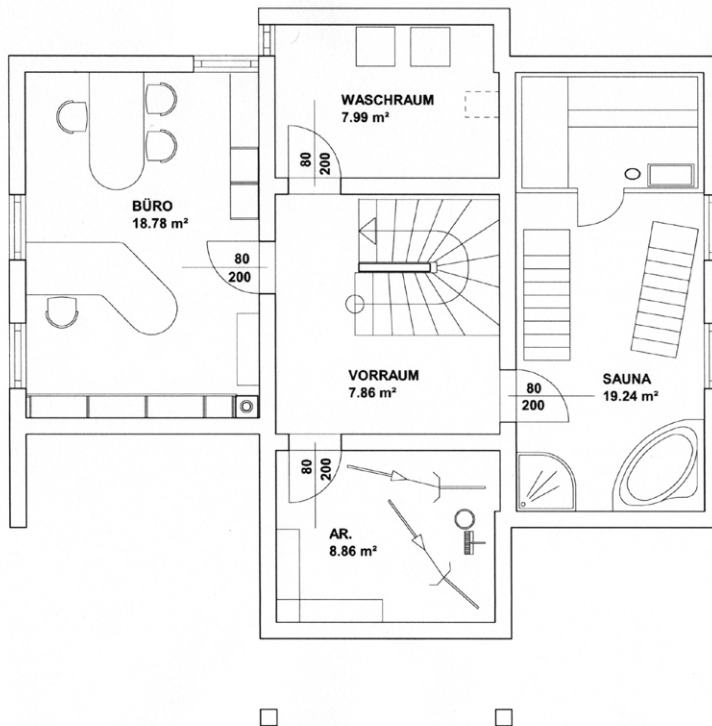 WASCHRAUM
7.99 m²
80
200
BÜRO
18.78 m²
80
200
VORRAUM
7.86 m²
80
200
SAUNA
19.24 m²
80
200
AR.
8.86 m²